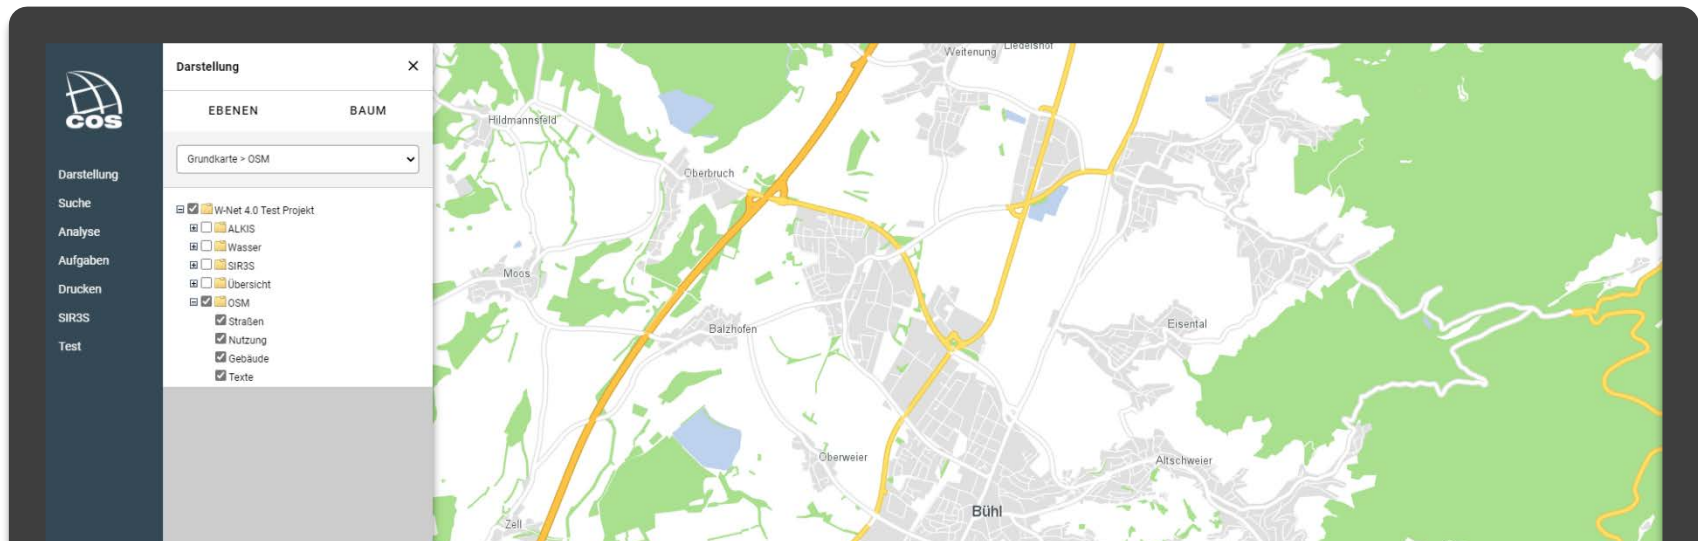 COS
Darstellung
Suche
Analyse
Aufgaben
Drucken
SIR3S
Test
Darstellung
EBENEN BAUM
Grundkarte > OSM
W-Net 4.0 Test Projekt
ALKIS
Wasser
SIR3S
Übersicht
OSM
Straßen
Nutzung
Gebäude
Texte
Weitenung
Liedelshof
Hildmannsfeld
Oberbruch
Moos
Balzhofen
Eisental
Oberweier
Altschweier
Bühl
Zell